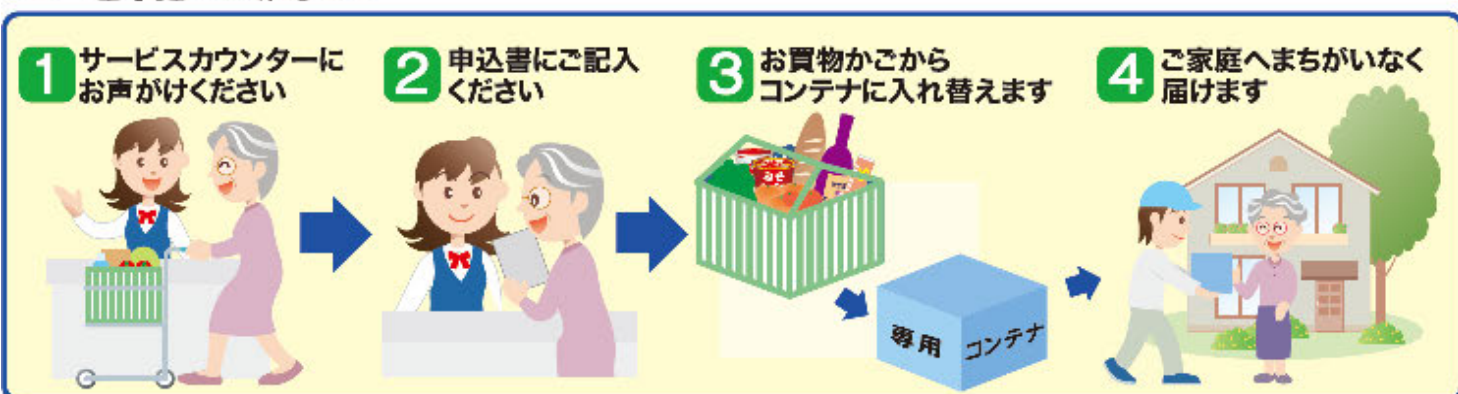 1 サービスカウンターに
お声がけください
2 申込書にご記入
ください
3 お買物かごから
コンテナに入れ替えます
4 ご家庭へまちがいなく
届けます
みそ
専用 コンテナ